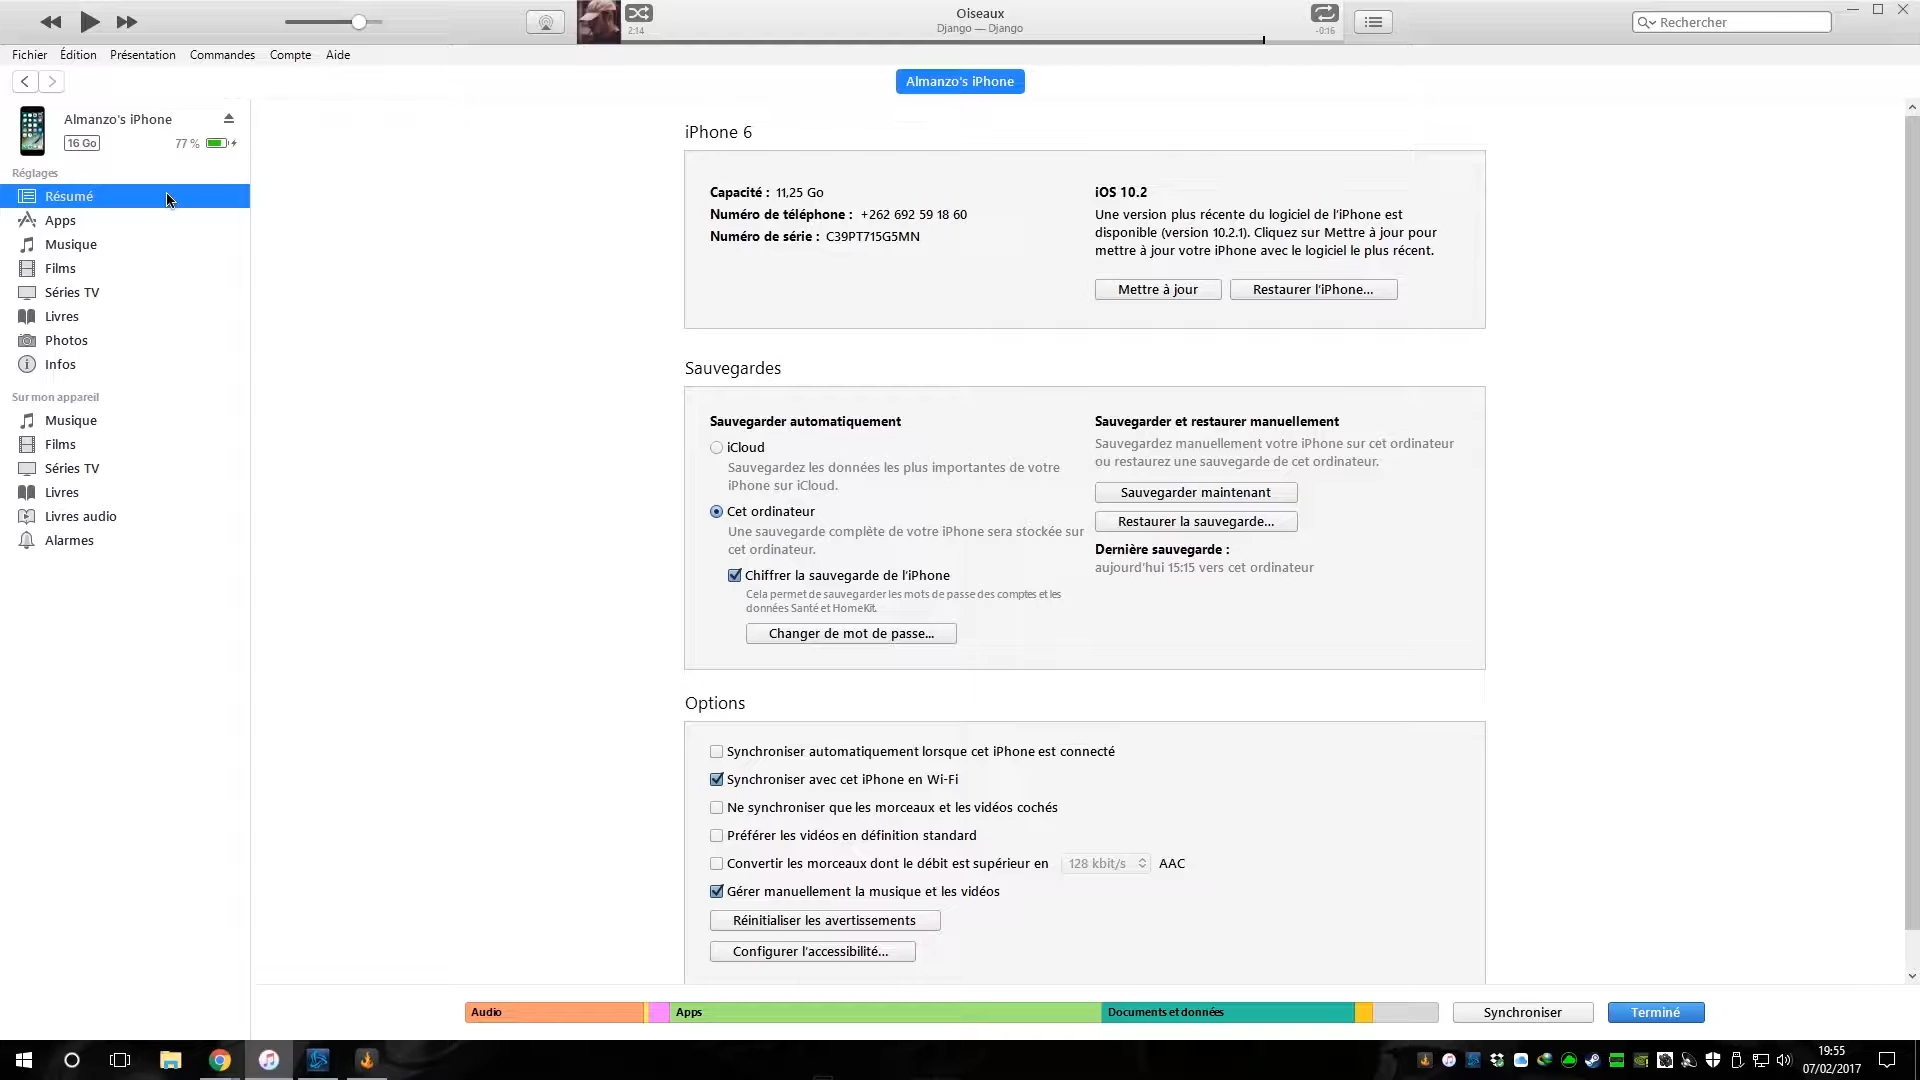 Oiseaux
Django — Django
2:14
-0:16
Rechercher
Fichier Édition Présentation Commandes Compte Aide
Almanzo's iPhone
Almanzo's iPhone
16 Go
77 %
Réglages
Résumé
Apps
Musique
Films
Séries TV
Livres
Photos
Infos
Sur mon appareil
Musique
Films
Séries TV
Livres
Livres audio
Alarmes
iPhone 6
Capacité : 11,25 Go
Numéro de téléphone : +262 692 59 18 60
Numéro de série : C39PT715G5MN
iOS 10.2
Une version plus récente du logiciel de l'iPhone est
disponible (version 10.2.1). Cliquez sur Mettre à jour pour
mettre à jour votre iPhone avec le logiciel le plus récent.
Mettre à jour
Restaurer l'iPhone...
Sauvegardes
Sauvegarder automatiquement
iCloud
Sauvegardez les données les plus importantes de votre
iPhone sur iCloud.
Cet ordinateur
Une sauvegarde complète de votre iPhone sera stockée sur
cet ordinateur.
Chiffrer la sauvegarde de l'iPhone
Cela permet de sauvegarder les mots de passe des comptes et les
données Santé et HomeKit.
Changer de mot de passe...
Sauvegarder et restaurer manuellement
Sauvegardez manuellement votre iPhone sur cet ordinateur
ou restaurez une sauvegarde de cet ordinateur.
Sauvegarder maintenant
Restaurer la sauvegarde...
Dernière sauvegarde :
aujourd'hui 15:15 vers cet ordinateur
Options
Synchroniser automatiquement lorsque cet iPhone est connecté
Synchroniser avec cet iPhone en Wi-Fi
Ne synchroniser que les morceaux et les vidéos cochés
Préférer les vidéos en définition standard
Convertir les morceaux dont le débit est supérieur en 128 kbit/s AAC
Gérer manuellement la musique et les vidéos
Réinitialiser les avertissements
Configurer l'accessibilité...
Audio
Apps
Documents et données
Synchroniser
Terminé
19:55
07/02/2017